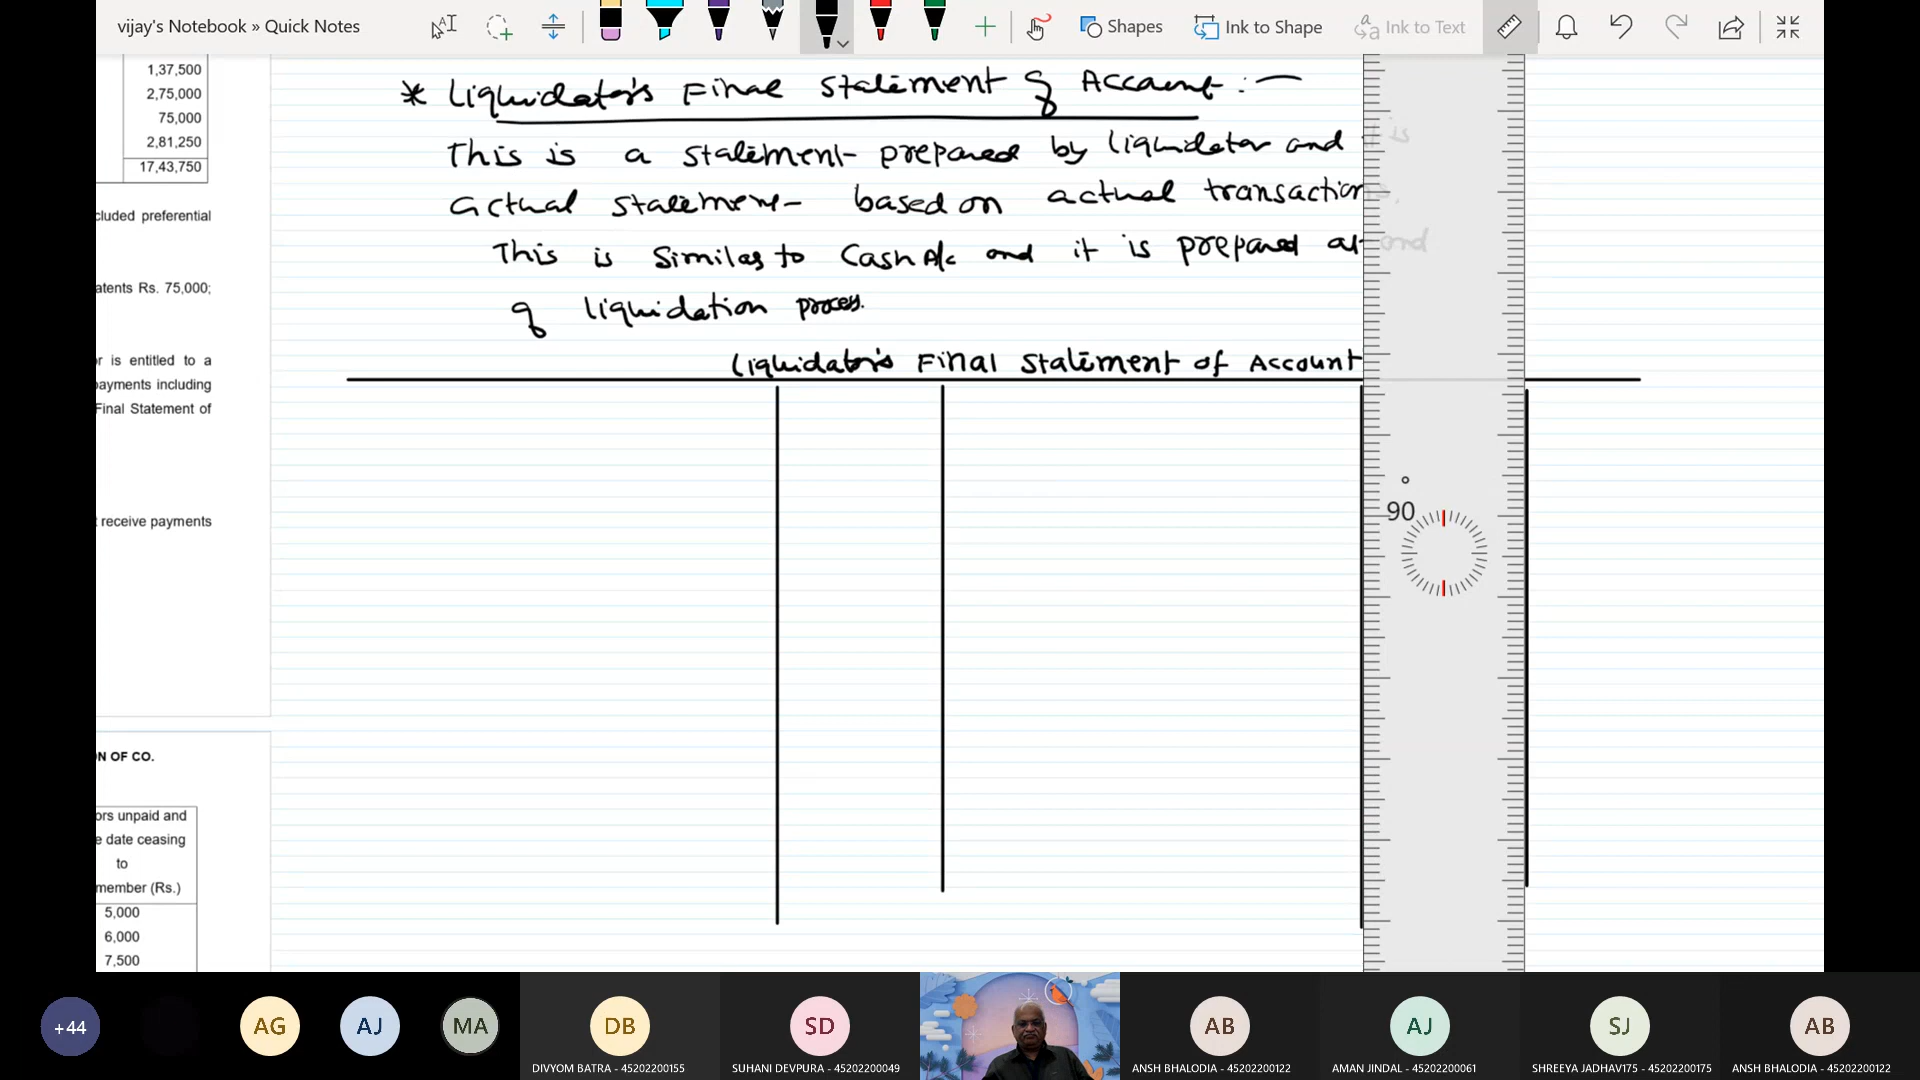 vijay's Notebook » Quick Notes
Shapes
Ink to Shape
Ink to Text
1,37,500
2,75,000
75,000
2,81,250
17,43,750
cluded preferential
atents Rs. 75,000;
r is entitled to a
payments including
Final Statement of
receive payments
N OF CO.
ors unpaid and
e date ceasing
to
member (Rs.)
5,000
6,000
7,500
* Liquidator's Final Statement of Account :-
This is a statement prepared by liquidator and it is
actual statement based on actual transactions.
This is similar to Cash A/c and it is prepared at end
of liquidation process.
Liquidator's Final Statement of Account
°
90
+44
AG
AJ
MA
DB
DIVYOM BATRA - 45202200155
SD
SUHANI DEVPURA - 45202200049
AB
ANSH BHALODIA - 45202200122
AJ
AMAN JINDAL - 45202200061
SJ
SHREEYA JADHAV175 - 45202200175
AB
ANSH BHALODIA - 45202200122